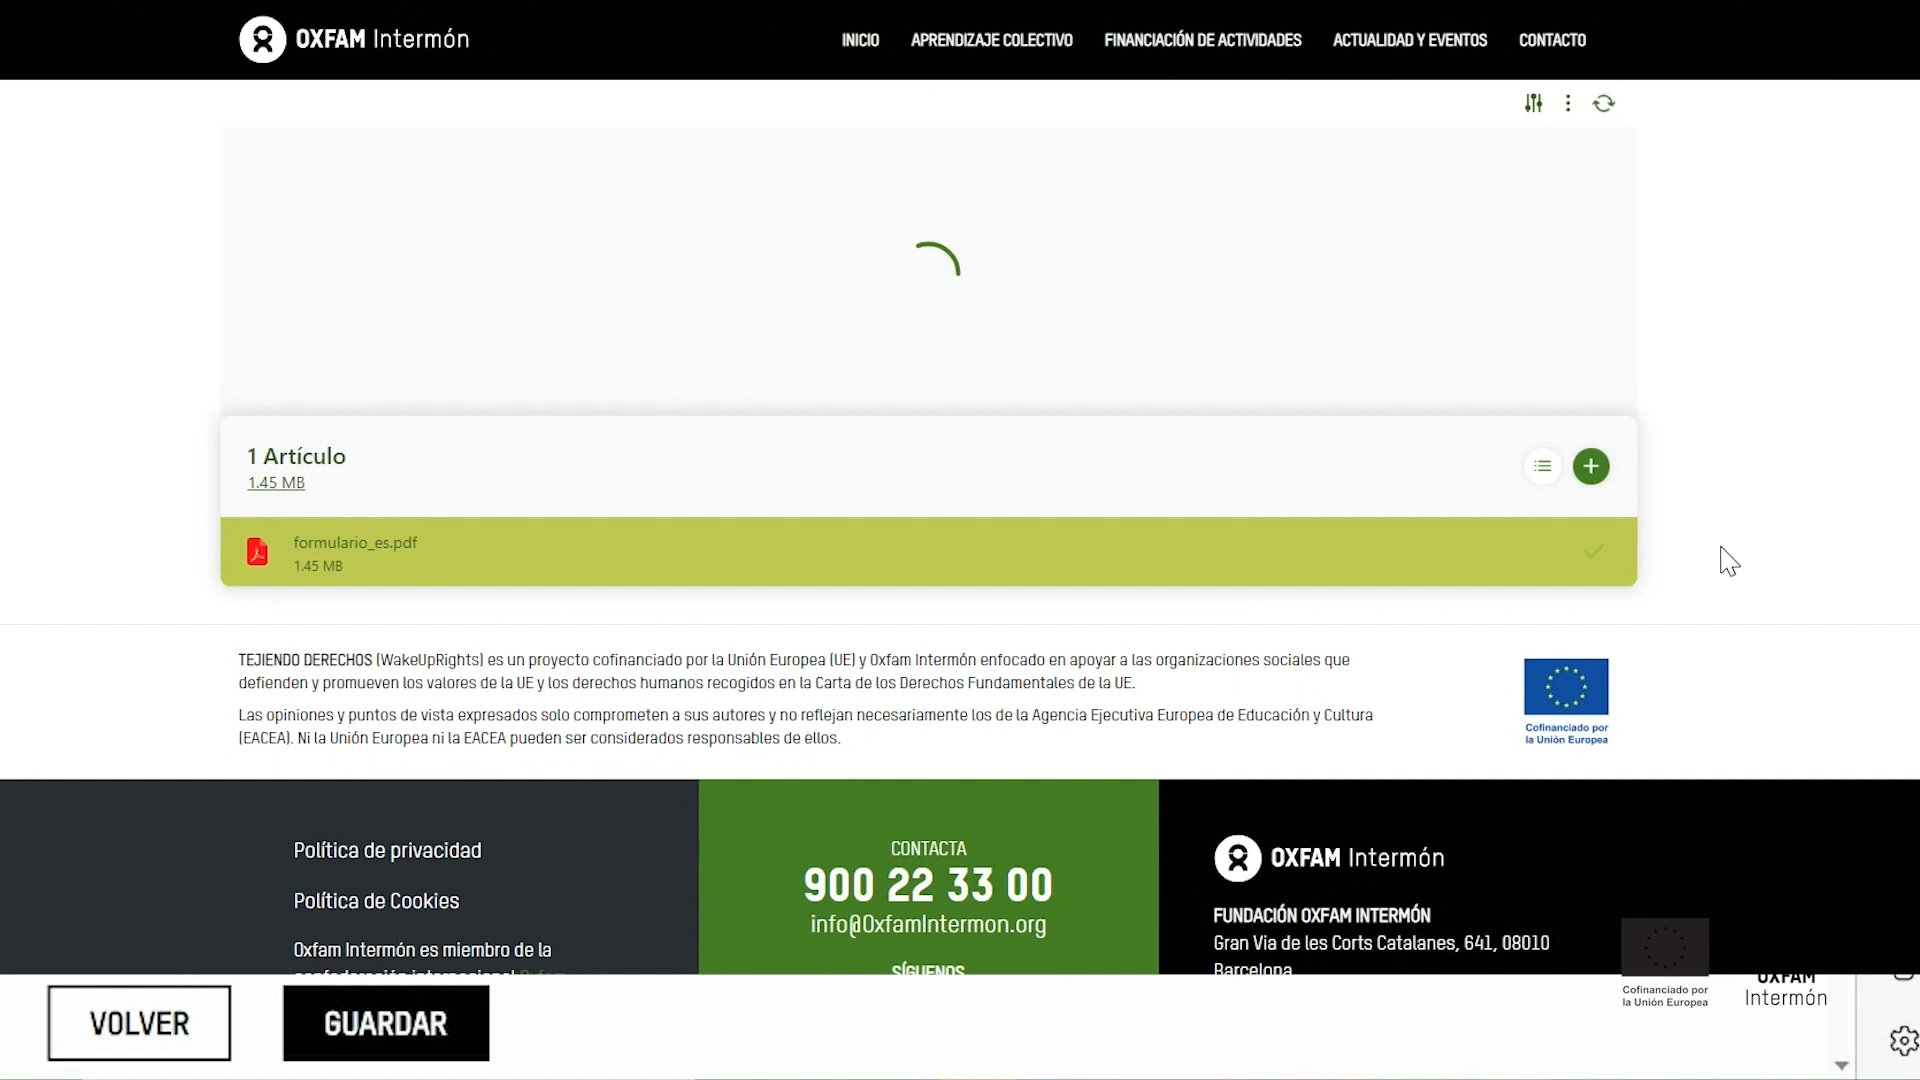 OXFAM Intermón
INICIO
APRENDIZAJE COLECTIVO
FINANCIACIÓN DE ACTIVIDADES
ACTUALIDAD Y EVENTOS
CONTACTO
1 Artículo
1.45 MB
formulario_es.pdf
1.45 MB
TEJIENDO DERECHOS (WakeUpRights) es un proyecto cofinanciado por la Unión Europea (UE) y Oxfam Intermón enfocado en apoyar a las organizaciones sociales que
defienden y promueven los valores de la UE y los derechos humanos recogidos en la Carta de los Derechos Fundamentales de la UE.
Las opiniones y puntos de vista expresados solo comprometen a sus autores y no reflejan necesariamente los de la Agencia Ejecutiva Europea de Educación y Cultura
(EACEA). Ni la Unión Europea ni la EACEA pueden ser considerados responsables de ellos.
Cofinanciado por
la Unión Europea
Política de privacidad
Política de Cookies
Oxfam Intermón es miembro de la
confederación internacional Oxfam
CONTACTA
900 22 33 00
info@OxfamIntermon.org
SÍGUENOS
OXFAM Intermón
FUNDACIÓN OXFAM INTERMÓN
Gran Via de les Corts Catalanes, 641, 08010
Barcelona
Cofinanciado por
la Unión Europea
OXFAM
Intermón
VOLVER
GUARDAR